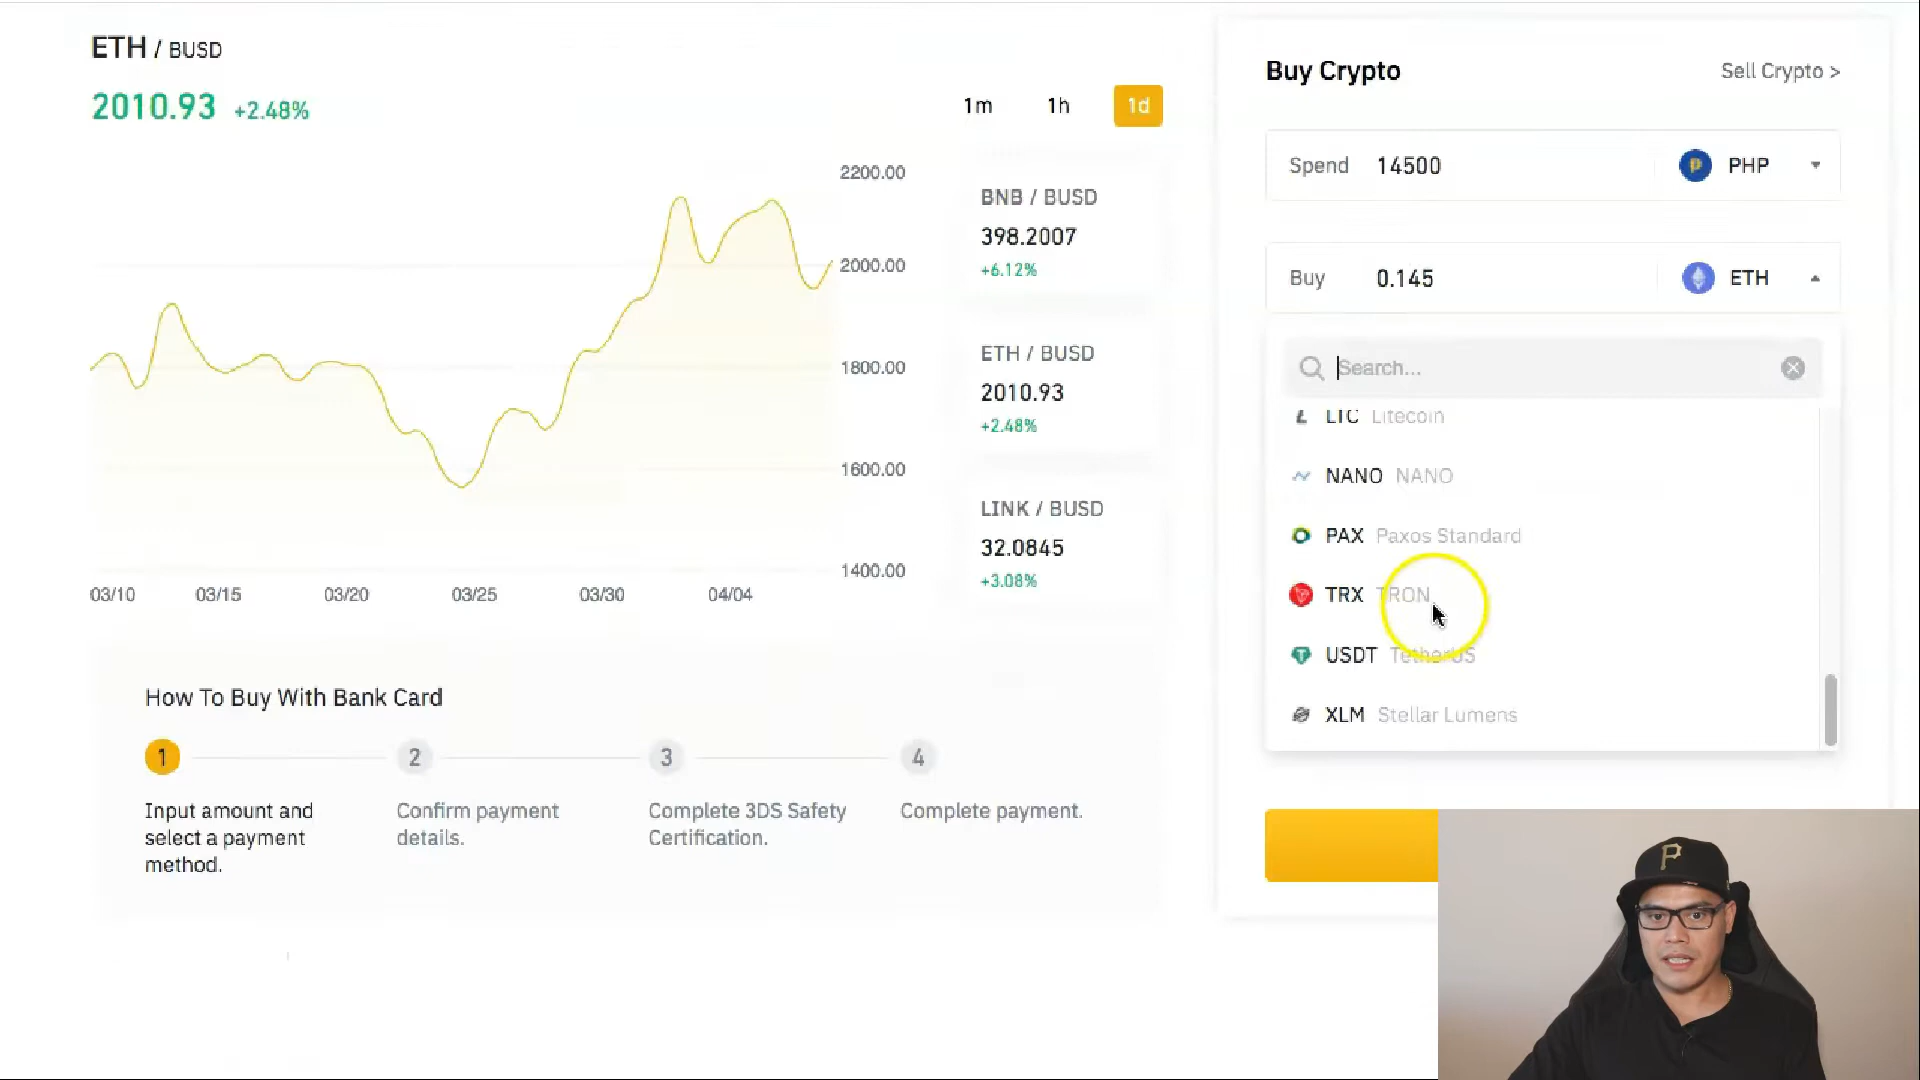 ETH / BUSD
2010.93 +2.48%
1m 1h 1d
2200.00
2000.00
1800.00
1600.00
1400.00
03/10 03/15 03/20 03/25 03/30 04/04
BNB / BUSD
398.2007
+6.12%
ETH / BUSD
2010.93
+2.48%
LINK / BUSD
32.0845
+3.08%
How To Buy With Bank Card
1 2 3 4
Input amount and
select a payment
method.
Confirm payment
details.
Complete 3DS Safety
Certification.
Complete payment.
Buy Crypto
Sell Crypto >
Spend 14500 PHP
Buy 0.145 ETH
Search...
LTC Litecoin
NANO NANO
PAX Paxos Standard
TRX TRON
USDT TetherUS
XLM Stellar Lumens
P